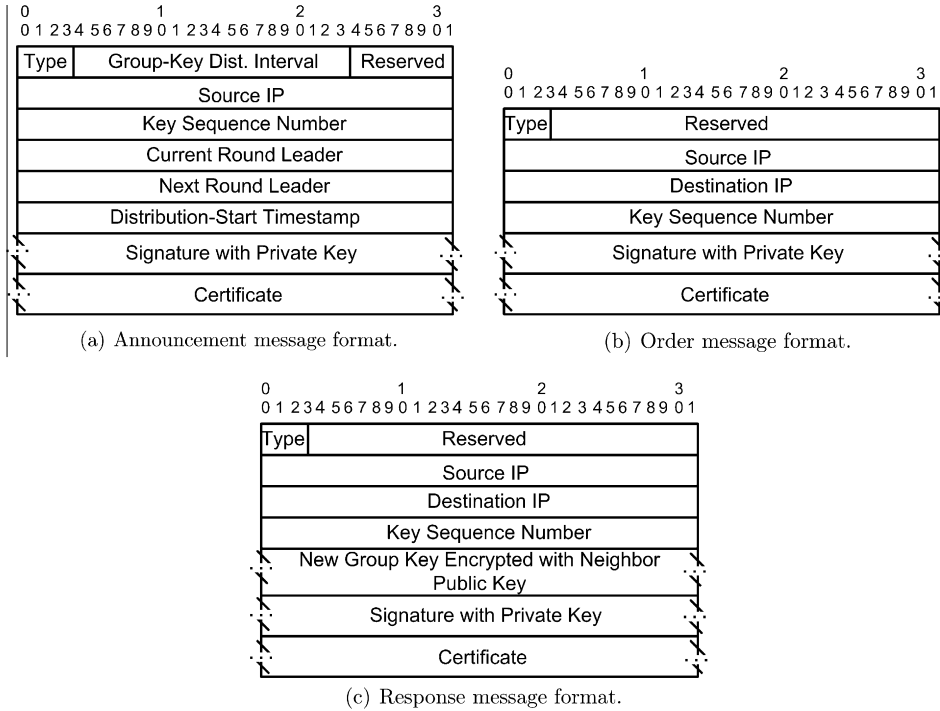 0 1 2 3
0 1 2 3 4 5 6 7 8 9 0 1 2 3 4 5 6 7 8 9 0 1 2 3 4 5 6 7 8 9 0 1
Type Group-Key Dist. Interval Reserved
Source IP
Key Sequence Number
Current Round Leader
Next Round Leader
Distribution-Start Timestamp
Signature with Private Key
Certificate
(a) Announcement message format.
0 1 2 3
0 1 2 3 4 5 6 7 8 9 0 1 2 3 4 5 6 7 8 9 0 1 2 3 4 5 6 7 8 9 0 1
Type Reserved
Source IP
Destination IP
Key Sequence Number
Signature with Private Key
Certificate
(b) Order message format.
0 1 2 3
0 1 2 3 4 5 6 7 8 9 0 1 2 3 4 5 6 7 8 9 0 1 2 3 4 5 6 7 8 9 0 1
Type Reserved
Source IP
Destination IP
Key Sequence Number
New Group Key Encrypted with Neighbor
Public Key
Signature with Private Key
Certificate
(c) Response message format.